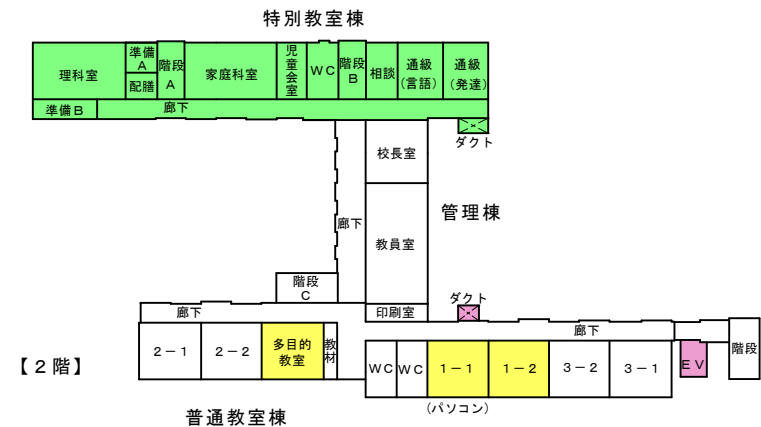 特別教室棟
理科室
準備
A
配膳
階段
A
家庭科室
児
童
会
室
WC
階段
B
相談
通級
(言語)
通級
(発達)
準備B
廊下
ダクト
校長室
廊下
管理棟
教員室
階段
C
印刷室
ダクト
廊下
廊下
2-1
2-2
多目的
教室
教
材
WC
WC
1-1
1-2
3-2
3-1
EV
階段
【2階】
(パソコン)
普通教室棟